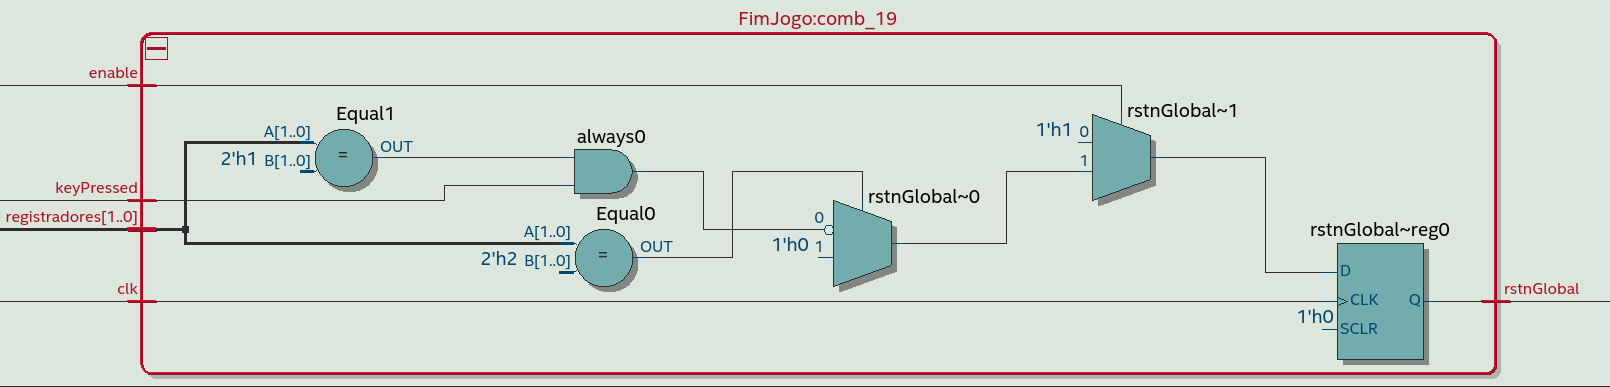 FimJogo:comb_19
enable
Equal1
A[1..0]
2'h1 B[1..0]
=
OUT
always0
keyPressed
registradores[1..0]
Equal0
A[1..0]
2'h2 B[1..0]
=
OUT
rstnGlobal~0
0
1'h0 1
rstnGlobal~1
1'h1 0
1
rstnGlobal~reg0
D
CLK
Q
1'h0
SCLR
clk
rstnGlobal